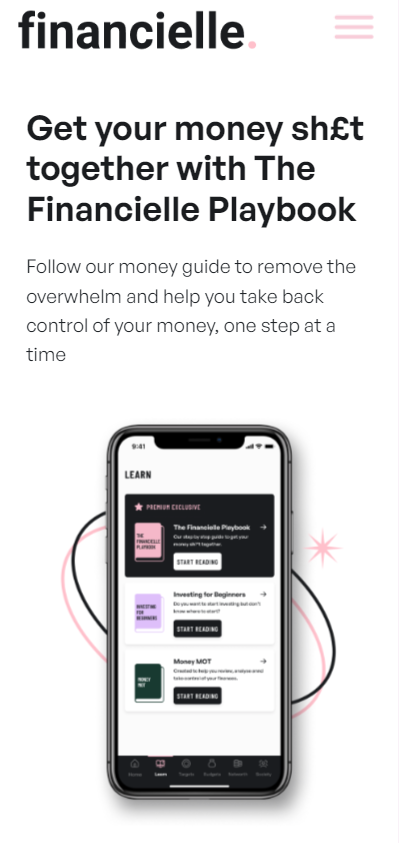 financielle.
Get your money sh£t
together with The
Financielle Playbook
Follow our money guide to remove the
overwhelm and help you take back
control of your money, one step at a
time
9:41
LEARN
PREMIUM EXCLUSIVE
THE
FINANCIELLE
PLAYBOOK
The Financielle Playbook
Our step by step guide to get your
money sh*t together.
START READING
INVESTING
FOR
BEGINNERS
Investing for Beginners
Do you want to start investing but don't
know where to start?
START READING
MONEY
MOT
Money MOT
Created to help you review, analyse and
take control of your finances.
START READING
Home Learn Targets Budgets Networth Socials